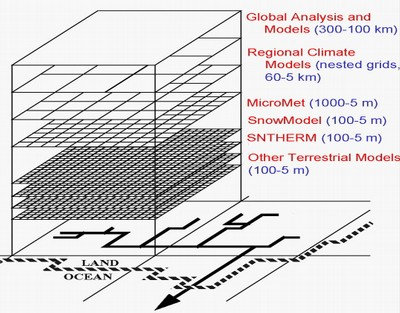 Global Analysis and
Models (300-100 km)
Regional Climate
Models (nested grids,
60-5 km)
MicroMet (1000-5 m)
SnowModel (100-5 m)
SNTHERM (100-5 m)
Other Terrestrial Models
(100-5 m)
LAND
OCEAN